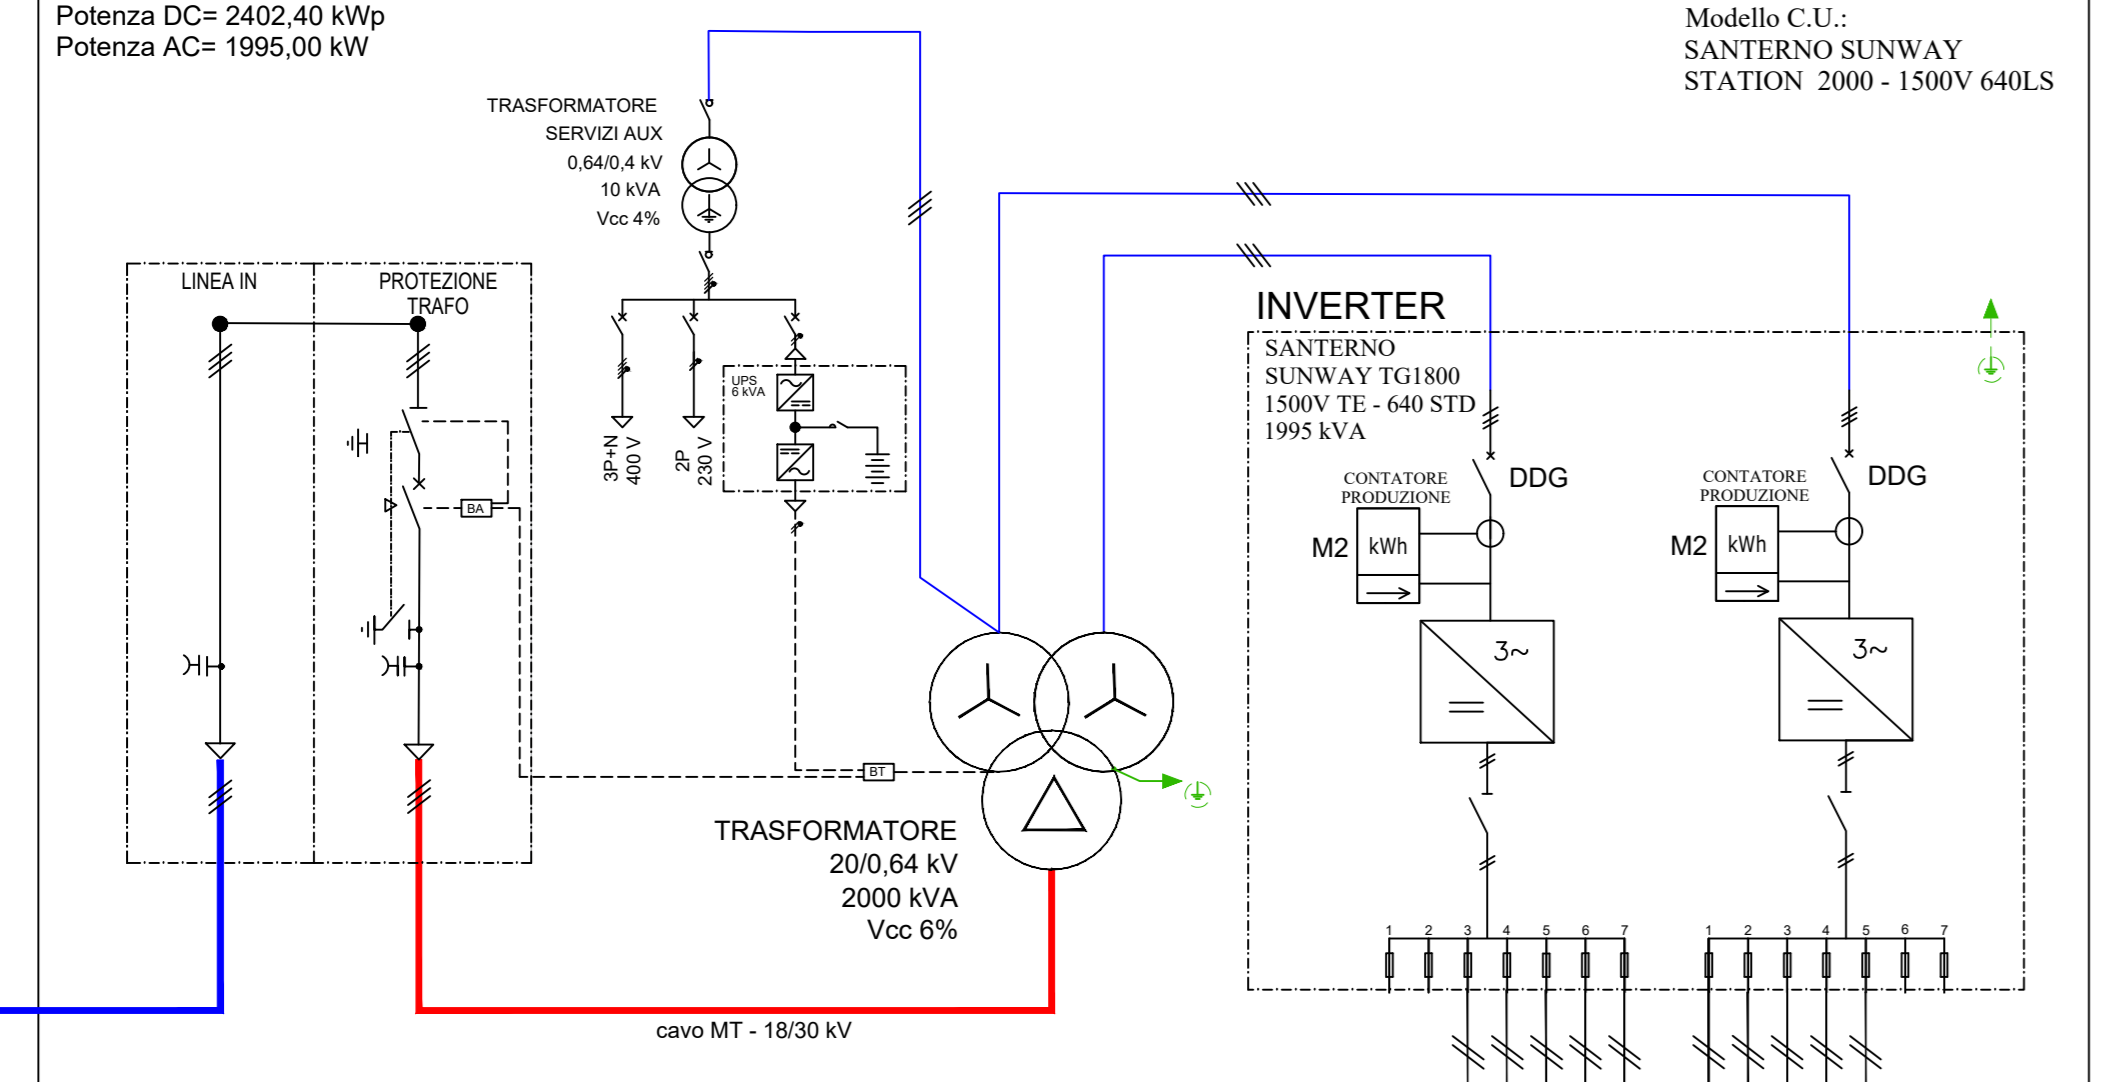 Potenza DC= 2402,40 kWp
Potenza AC= 1995,00 kW
Modello C.U.:
SANTERNO SUNWAY
STATION 2000 - 1500V 640LS
TRASFORMATORE
SERVIZI AUX
0,64/0,4 kV
10 kVA
Vcc 4%
LINEA IN
PROTEZIONE
TRAFO
BA
UPS
6 kVA
3P+N
400 V
2P
230 V
INVERTER
SANTERNO
SUNWAY TG1800
1500V TE - 640 STD
1995 kVA
CONTATORE
PRODUZIONE
DDG
M2
kWh
3~
CONTATORE
PRODUZIONE
DDG
M2
kWh
3~
BT
TRASFORMATORE
20/0,64 kV
2000 kVA
Vcc 6%
1 2 3 4 5 6 7
1 2 3 4 5 6 7
cavo MT - 18/30 kV